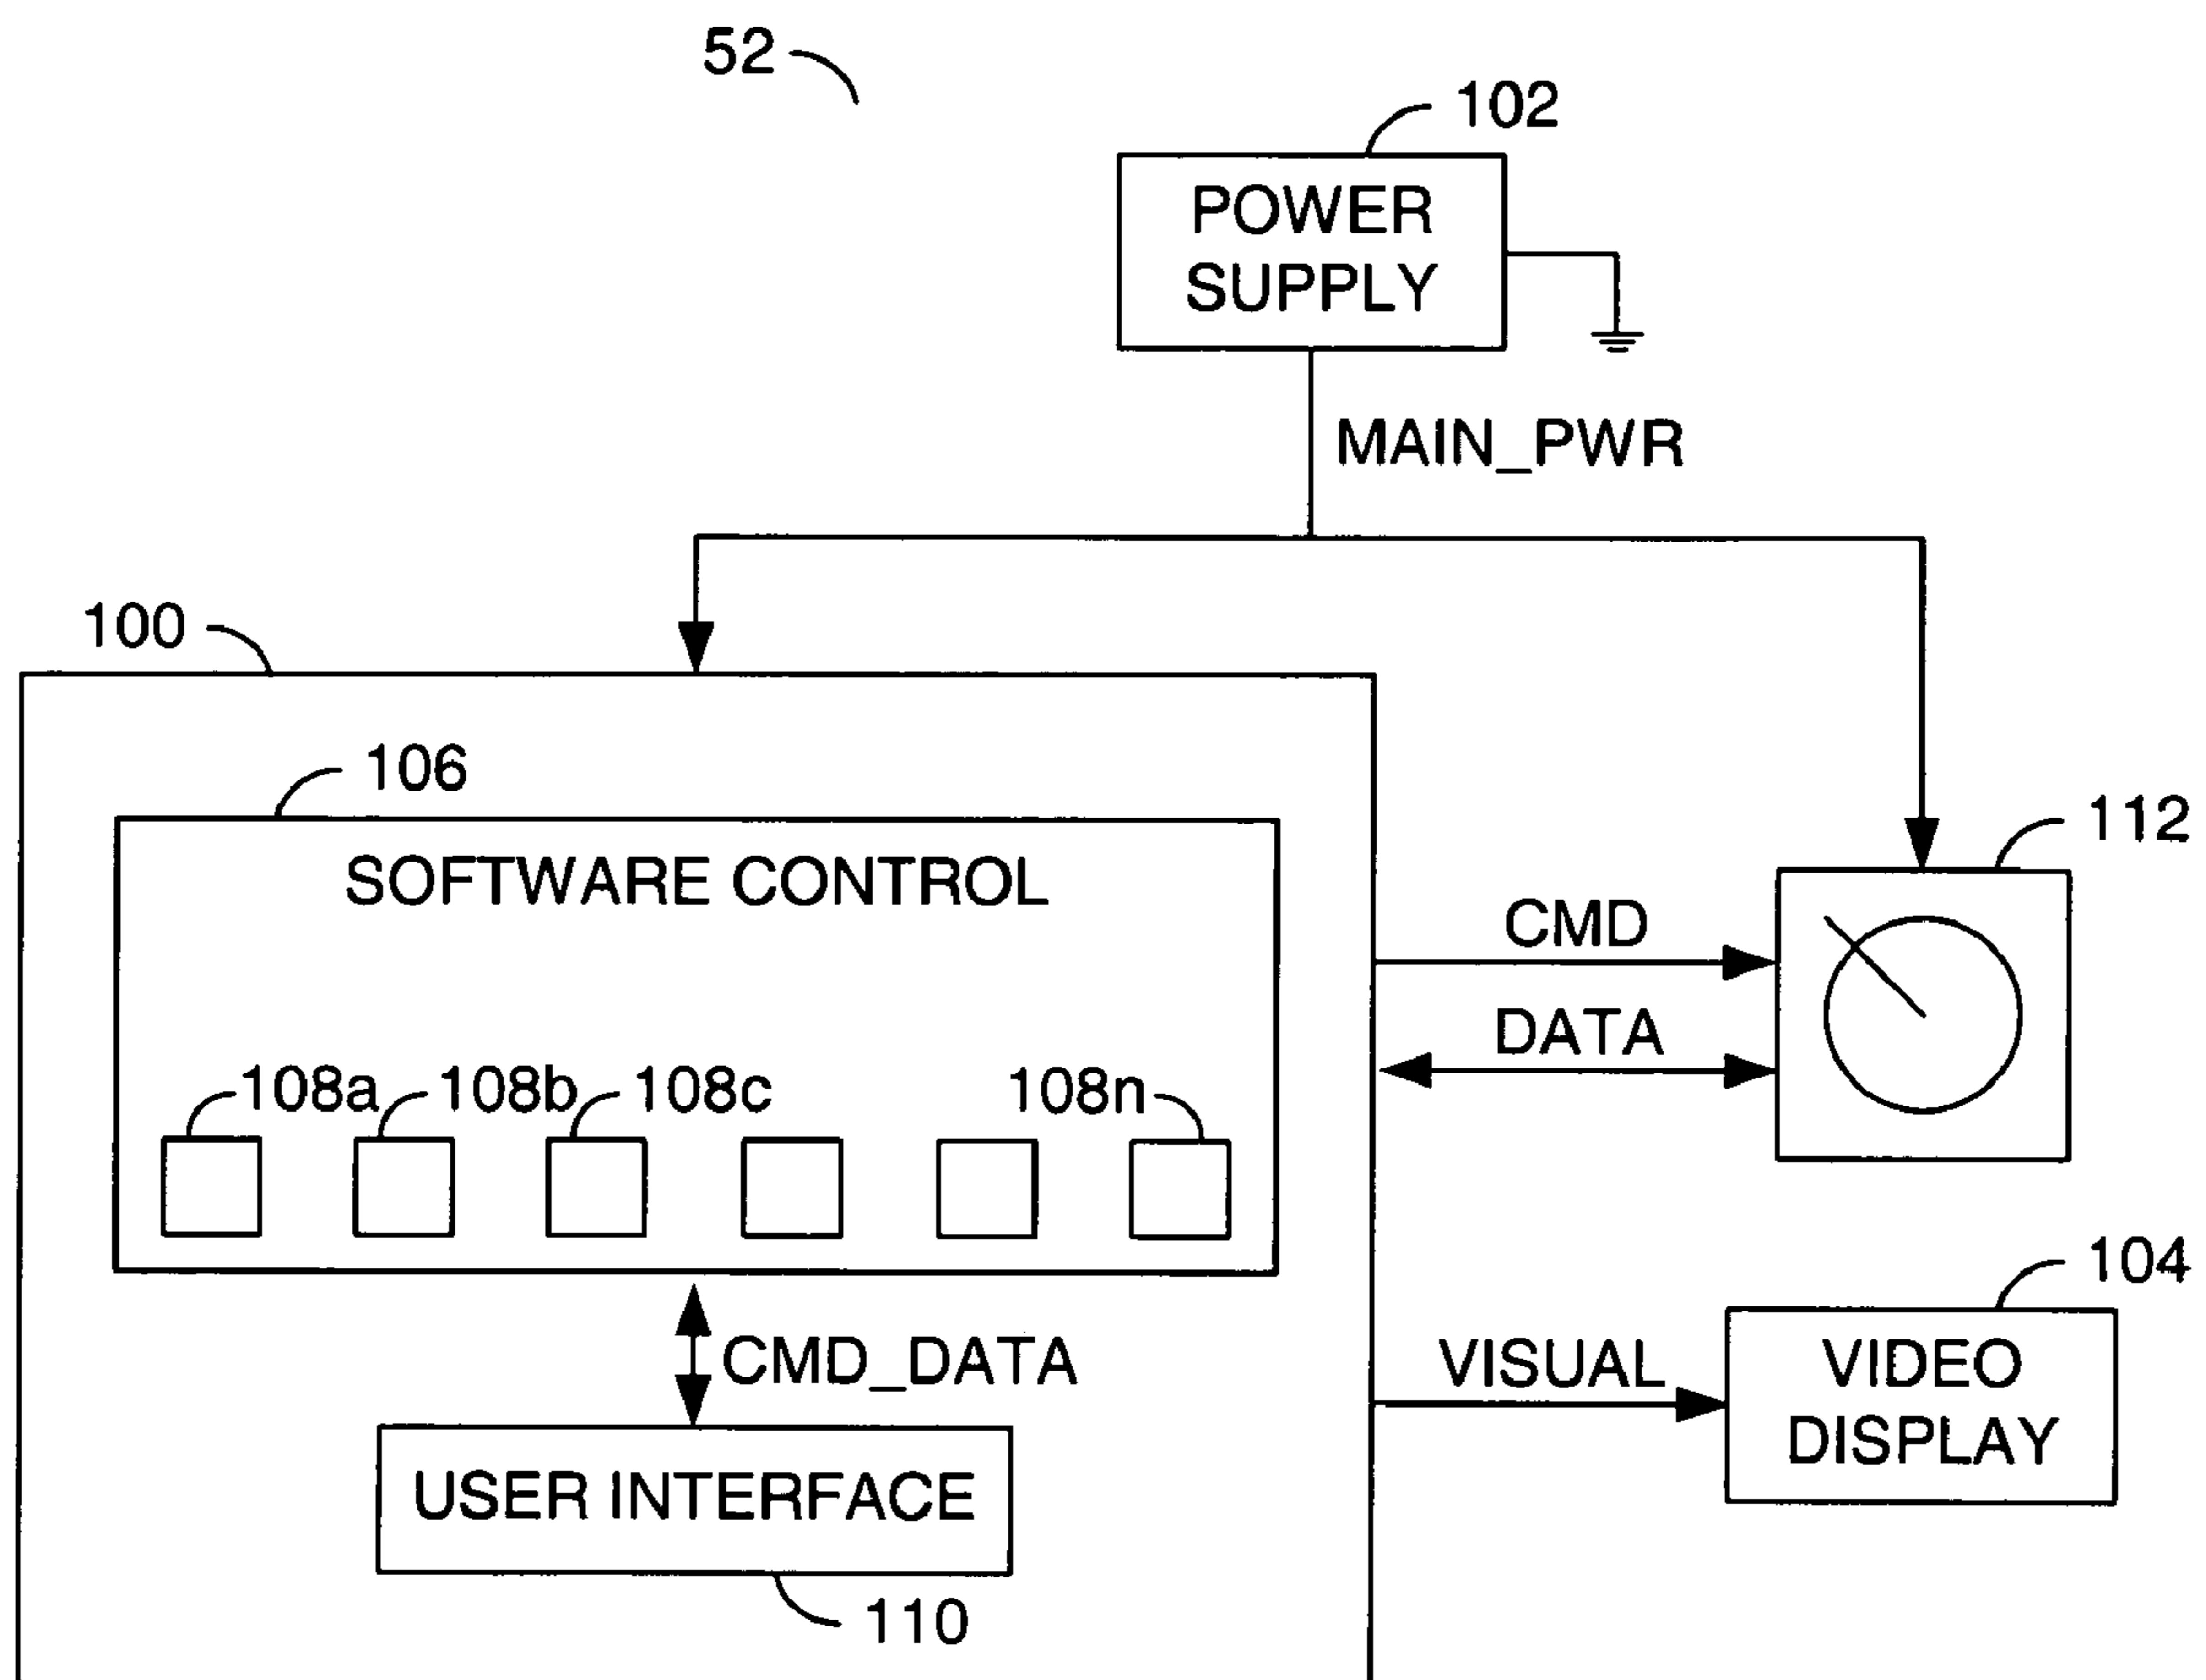 52
102
POWER
SUPPLY
MAIN_PWR
100
106
SOFTWARE CONTROL
112
CMD
DATA
108a
108b
108c
108n
104
CMD_DATA
VISUAL
VIDEO
DISPLAY
USER INTERFACE
110